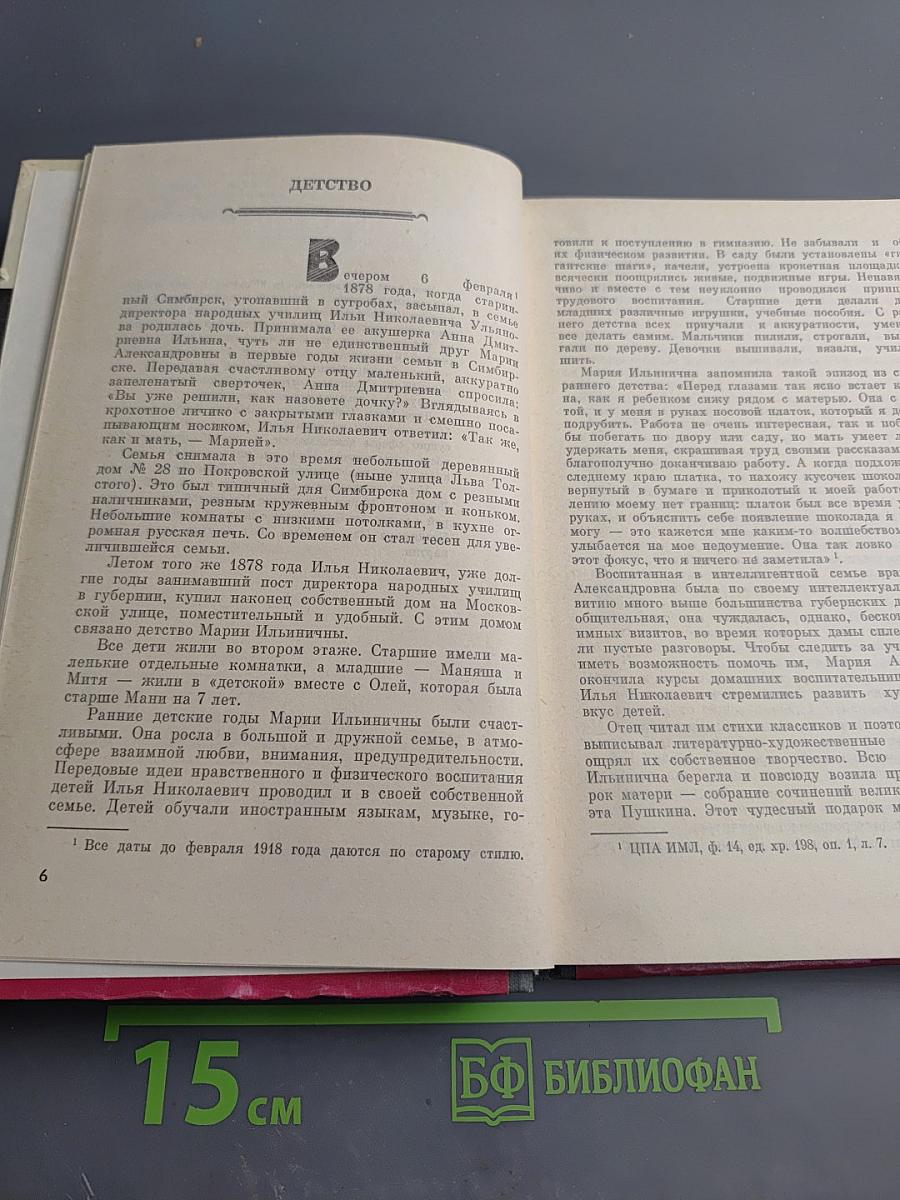 ДЕТСТВО
Вечером 6 февраля¹
1878 года, когда старин-
ный Симбирск, утопавший в сугробах, засыпал, в семье
директора народных училищ Ильи Николаевича Ульяно-
ва родилась дочь. Принимала ее акушерка Анна Дмит-
риевна Ильина, чуть ли не единственный друг Марии
Александровны в первые годы жизни семьи в Симбир-
ске. Передавая счастливому отцу маленький, аккуратно
запеленатый сверточек, Анна Дмитриевна спросила:
«Вы уже решили, как назовете дочку?» Вглядываясь в
крохотное личико с закрытыми глазками и смешно поса-
пывающим носиком, Илья Николаевич ответил: «Так же,
как и мать, — Марией».
Семья снимала в это время небольшой деревянный
дом № 28 по Покровской улице (ныне улица Льва Тол-
стого). Это был типичный для Симбирска дом с резными
наличниками, резным кружевным фронтоном и коньком.
Небольшие комнаты с низкими потолками, в кухне ог-
ромная русская печь. Со временем он стал тесен для уве-
личившейся семьи.
Летом того же 1878 года Илья Николаевич, уже дол-
гие годы занимавший пост директора народных училищ
в губернии, купил наконец собственный дом на Москов-
ской улице, поместительный и удобный. С этим домом
связано детство Марии Ильиничны.
Все дети жили во втором этаже. Старшие имели ма-
ленькие отдельные комнатки, а младшие — Маняша и
Митя — жили в «детской» вместе с Олей, которая была
старше Мани на 7 лет.
Ранние детские годы Марии Ильиничны были счаст-
ливыми. Она росла в большой и дружной семье, в атмо-
сфере взаимной любви, внимания, предупредительности.
Передовые идеи нравственного и физического воспитания
детей Илья Николаевич проводил и в своей собственной
семье. Детей обучали иностранным языкам, музыке, го-
¹ Все даты до февраля 1918 года даются по старому стилю.
6
товили к поступлению в гимназию. Не забывали и о
их физическом развитии. В саду были установлены «ги
гантские шаги», качели, устроена крокетная площадк
всячески поощрялись живые, подвижные игры. Ненавя
чиво и вместе с тем неуклонно проводился принц
трудового воспитания. Старшие дети делали д
младших различные игрушки, учебные пособия. С р
него детства всех приучали к аккуратности, умен
все делать самим. Мальчики пилили, строгали, вы
гали по дереву. Девочки вышивали, вязали, учил
шить.
Мария Ильинична запомнила такой эпизод из с
раннего детства: «Перед глазами так ясно встает к
на, как я ребенком сижу рядом с матерью. Она с
той, и у меня в руках носовой платок, который я д
подрубить. Работа не очень интересная, так и поб
бы побегать по двору или саду, но мать умеет л
удержать меня, скрашивая труд своими рассказам
благополучно доканчиваю работу. А когда подхож
следнему краю платка, то нахожу кусочек шокол
вернутый в бумаге и приколотый к моей работ
лению моему нет границ: платок был все время у
руках, и объяснить себе появление шоколада я
могу — это кажется мне каким-то волшебством
улыбается на мое недоумение. Она так ловко
этот фокус, что я ничего не заметила»¹.
Воспитанная в интеллигентной семье вра
Александровна была по своему интеллектуал
витию много выше большинства губернских д
общительная, она чуждалась, однако, беско
имных визитов, во время которых дамы спле
ли пустые разговоры. Чтобы следить за уч
иметь возможность помочь им, Мария А
окончила курсы домашних воспитательниц
Илья Николаевич стремились развить ху
вкус детей.
Отец читал им стихи классиков и поэто
выписывал литературно-художественные
ощрял их собственное творчество. Всю
Ильинична берегла и повсюду возила пр
рок матери — собрание сочинений велик
эта Пушкина. Этот чудесный подарок м
¹ ЦПА ИМЛ, ф. 14, ед. хр. 198, оп. 1, л. 7.
15 см
БФ БИБЛИОФАН